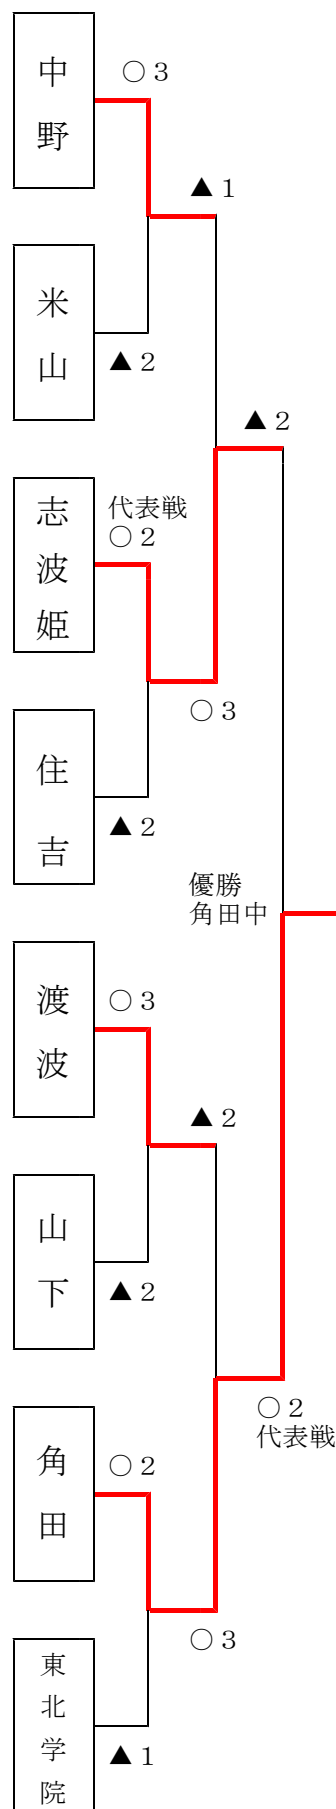 中野
○３
▲１
米山
▲２
▲２
志波姫
代表戦
○２
○３
住吉
▲２
優勝
角田中
渡波
○３
▲２
山下
▲２
○２
代表戦
角田
○２
○３
東北学院
▲１